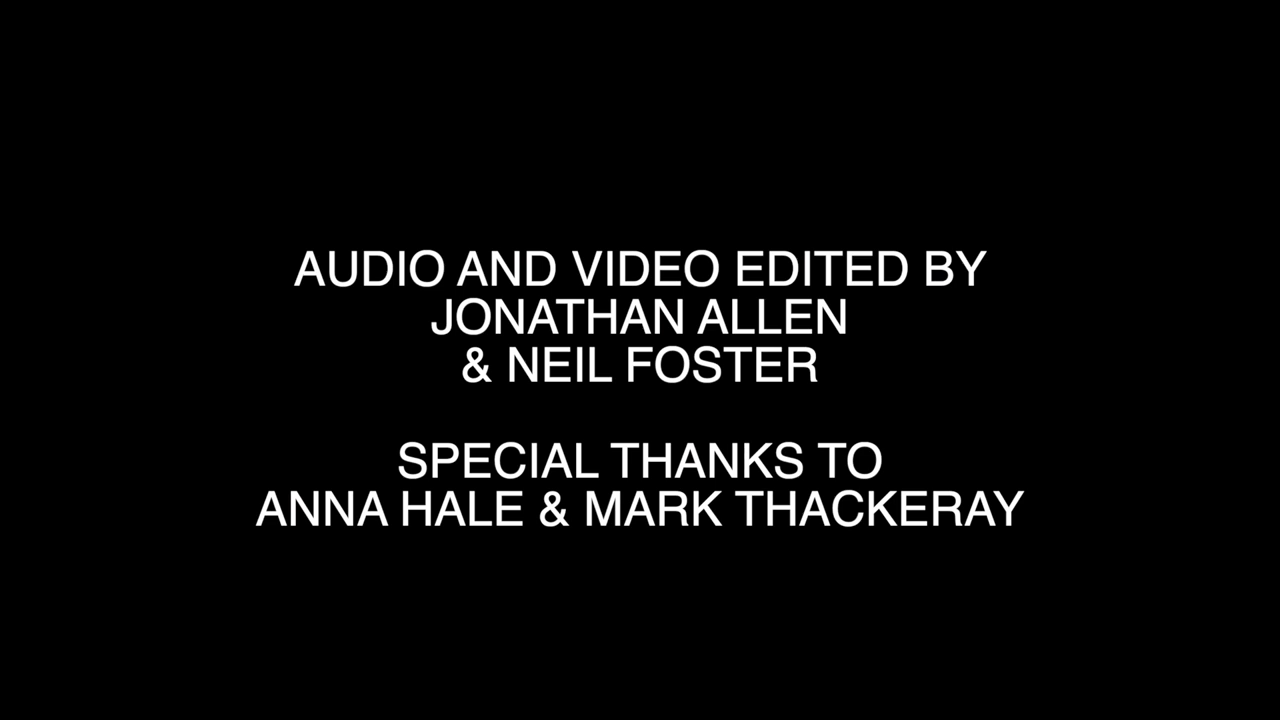 AUDIO AND VIDEO EDITED BY
JONATHAN ALLEN
& NEIL FOSTER
SPECIAL THANKS TO
ANNA HALE & MARK THACKERAY